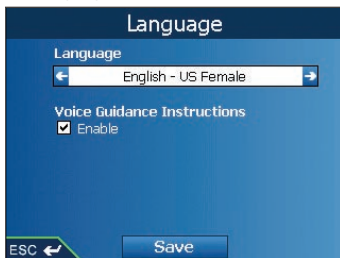 Language
Language
English - US Female
Voice Guidance Instructions
Enable
ESC
Save